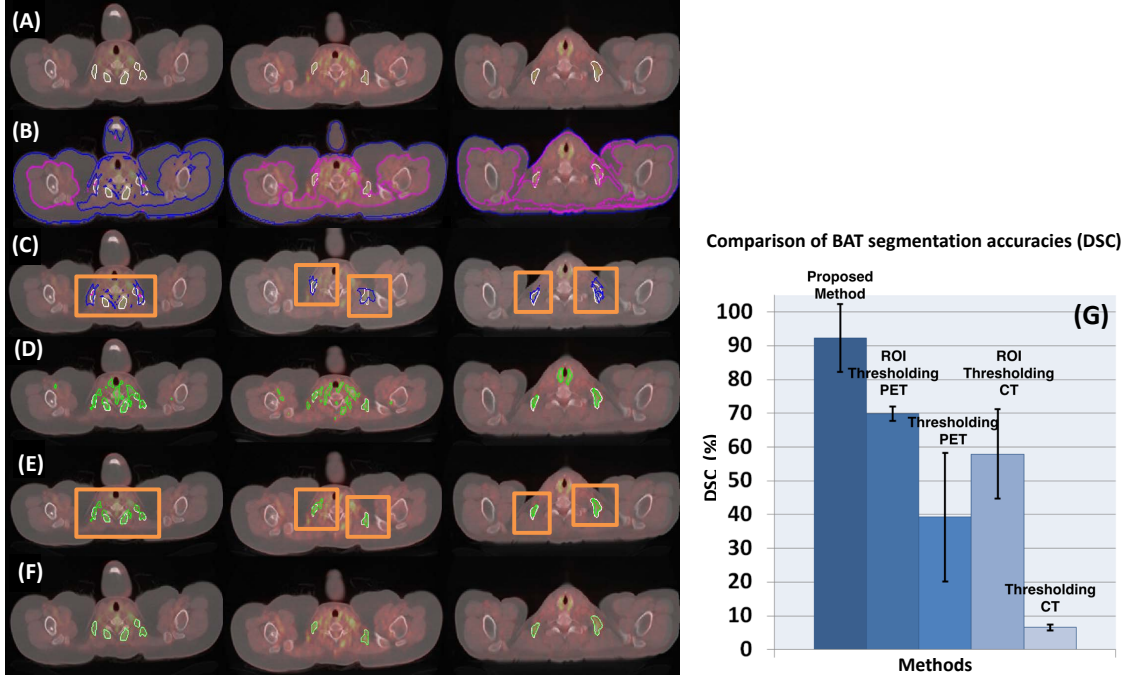 (A)
(B)
(C)
(D)
(E)
(F)
Comparison of BAT segmentation accuracies (DSC)
(G)
Proposed
Method
ROI
Thresholding
PET
Thresholding
PET
ROI
Thresholding
CT
Thresholding
CT
DSC (%)
100
90
80
70
60
50
40
30
20
10
0
Methods